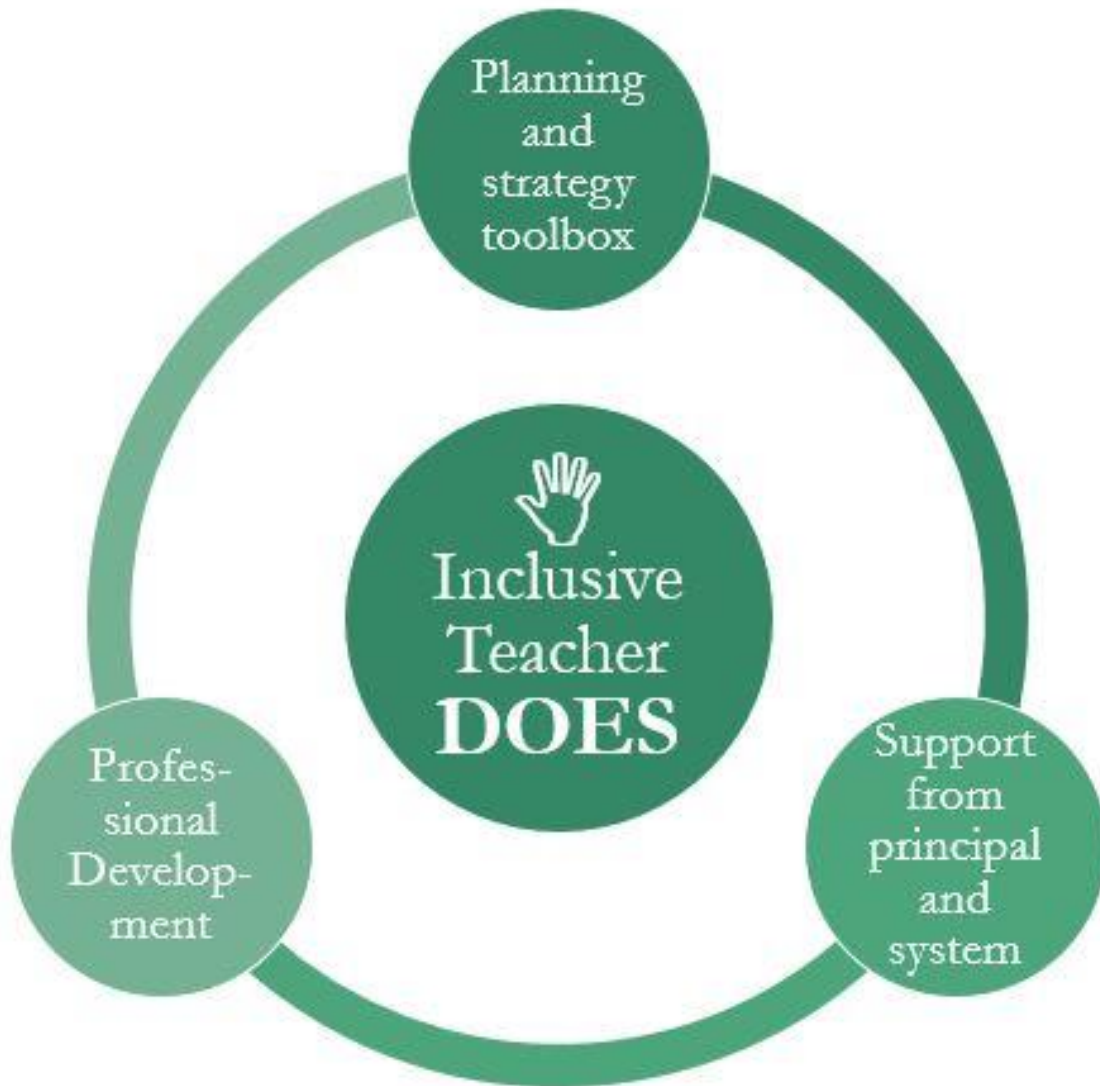 Planning
and
strategy
toolbox
Inclusive
Teacher
DOES
Profes-
sional
Develop-
ment
Support
from
principal
and
system